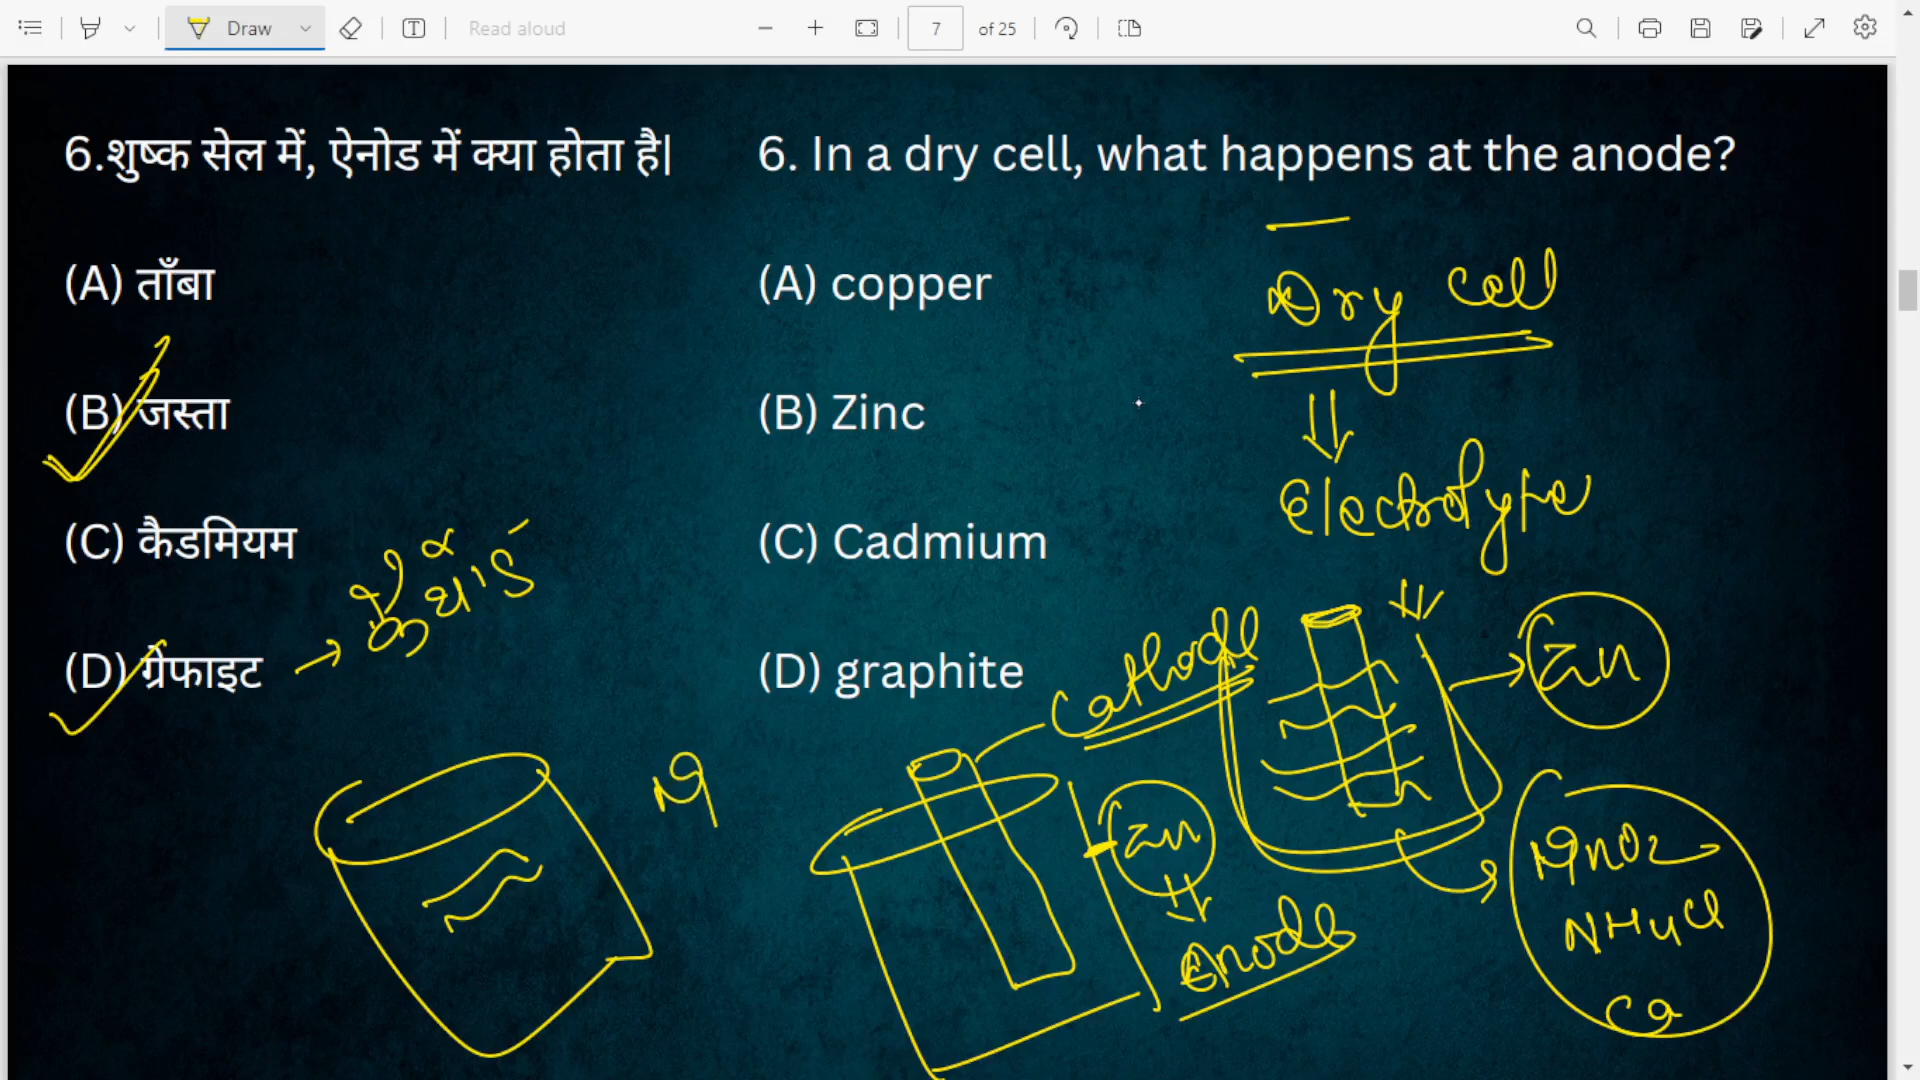 Draw
Read aloud
7 of 25
6.शुष्क सेल में, ऐनोड में क्या होता है|
(A) ताँबा
(B) जस्ता
(C) कैडमियम
(D) ग्रेफाइट
6. In a dry cell, what happens at the anode?
(A) copper
(B) Zinc
(C) Cadmium
(D) graphite
Dry Cell
Electrolyte
Cathode
Zn
Zn
Anode
MnO2
NH4Cl